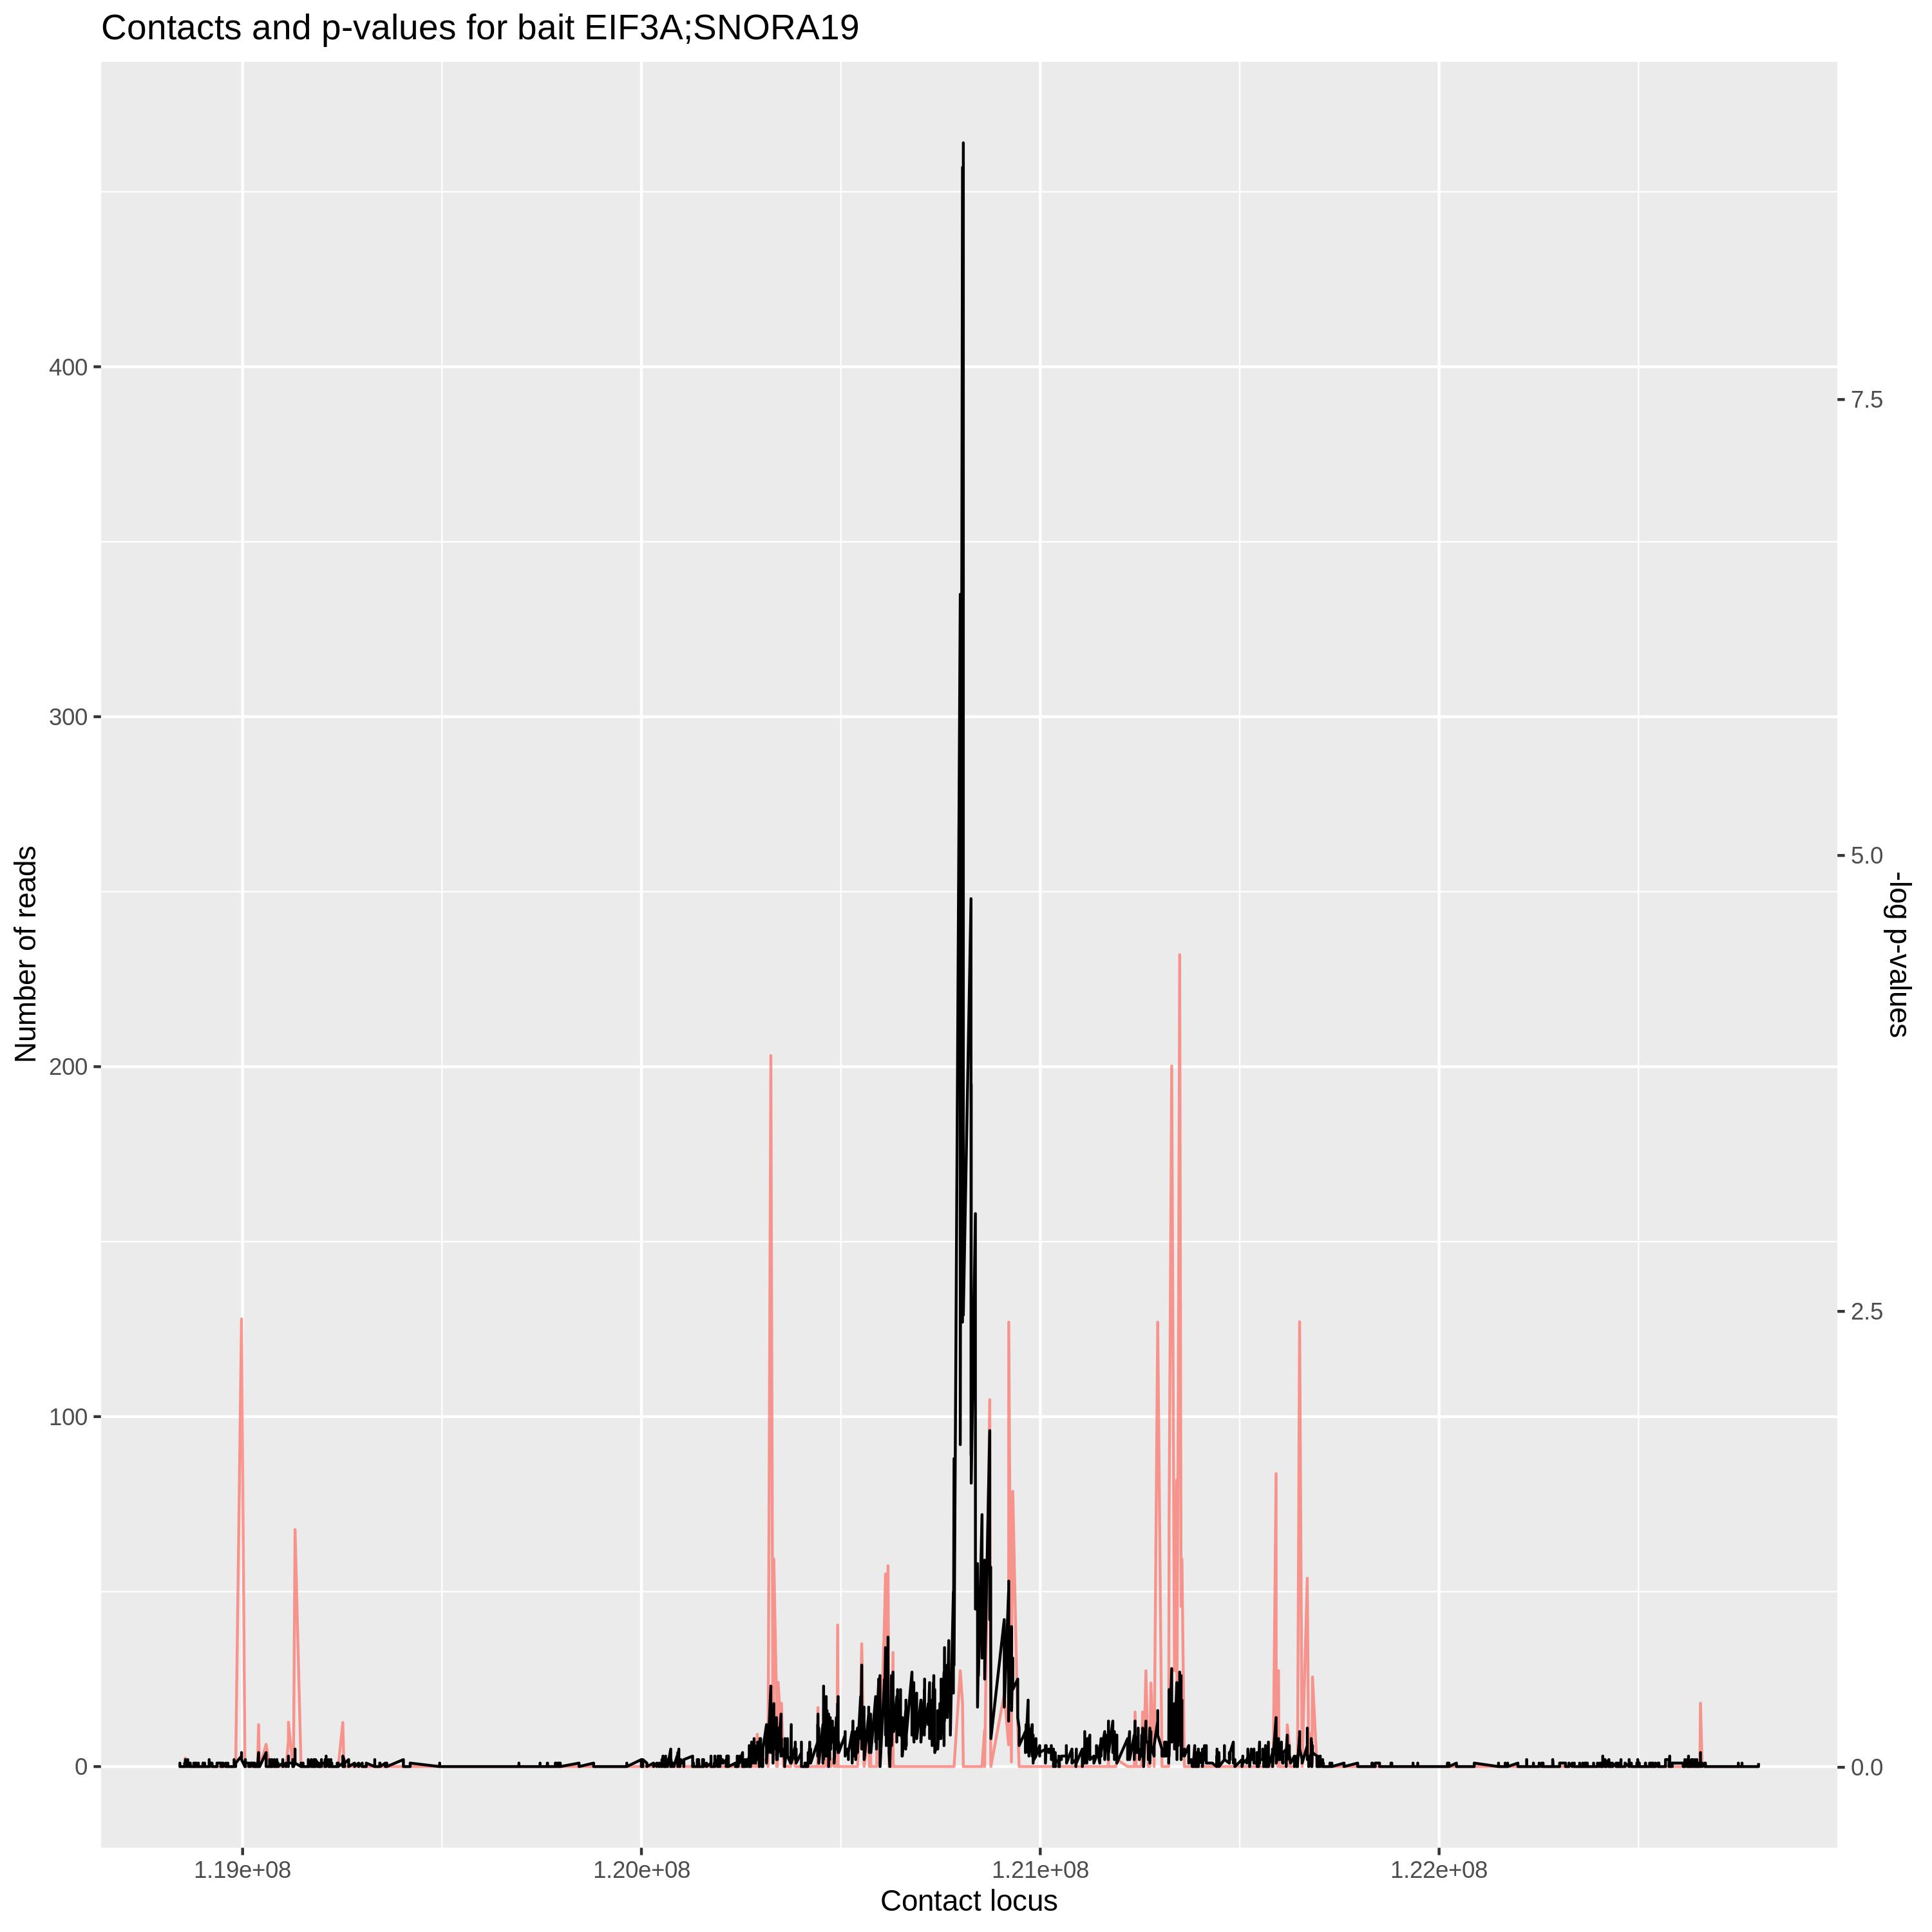 Contacts and p-values for bait EIF3A;SNORA19
Number of reads
400
300
200
100
0
7.5
5.0
2.5
0.0
-log p-values
1.19e+08
1.20e+08
1.21e+08
1.22e+08
Contact locus